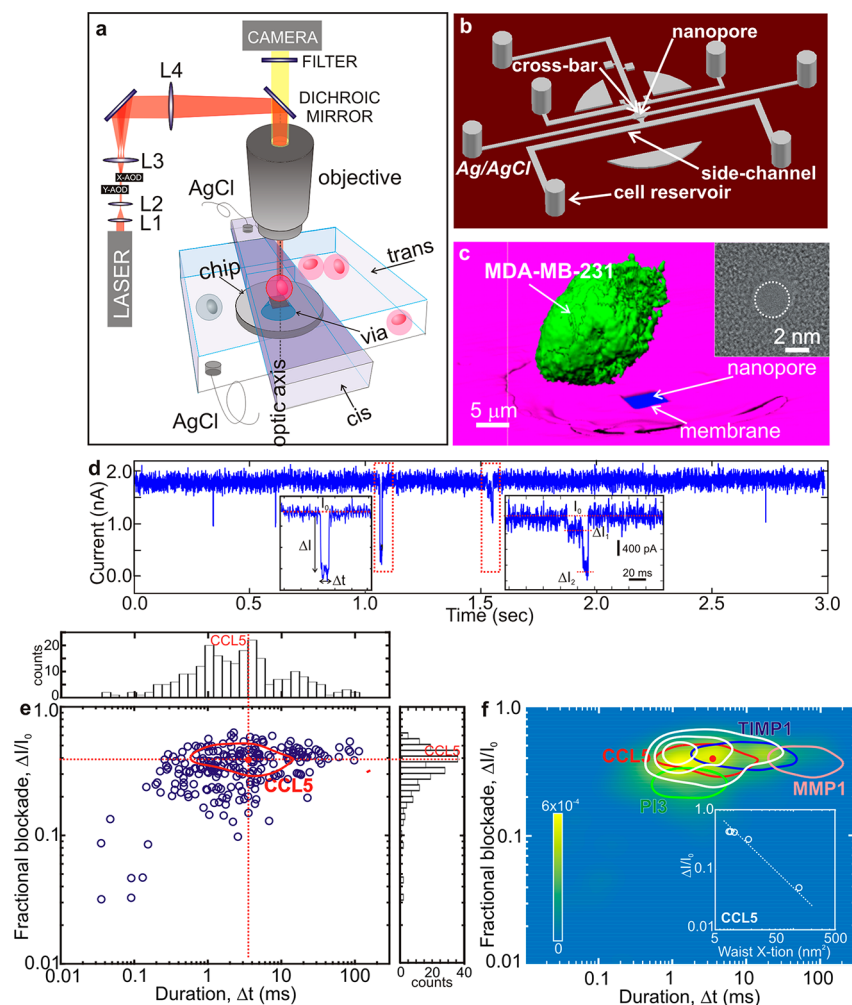 a
CAMERA
FILTER
L4
DICHROIC
MIRROR
L3
X-AOD
Y-AOD
L2
L1
LASER
AgCl
objective
chip
trans
via
AgCl
optic axis
cis
b
nanopore
cross-bar
Ag/AgCl
side-channel
cell reservoir
c
MDA-MB-231
2 nm
nanopore
5 μm
membrane
d
2.0
1.0
0.0
Current (nA)
I0
ΔI
Δt
I0
ΔI1
ΔI2
400 pA
20 ms
0.0
0.5
1.0
1.5
2.0
2.5
3.0
Time (sec)
20
10
0
counts
CCL5
e
1.0
0.1
0.01
Fractional blockade, ΔI/I0
CCL5
CCL5
0.01
0.1
1
10
100
Duration, Δt (ms)
0
10
20
30
40
counts
f
1.0
0.1
0.01
Fractional blockade, ΔI/I0
TIMP1
CCL5
MMP1
PI3
6x10-4
0
1.0
0.1
0.01
ΔI/I0
CCL5
5
50
500
Waist X-tion (nm2)
0.1
1
10
100
Duration, Δt (ms)